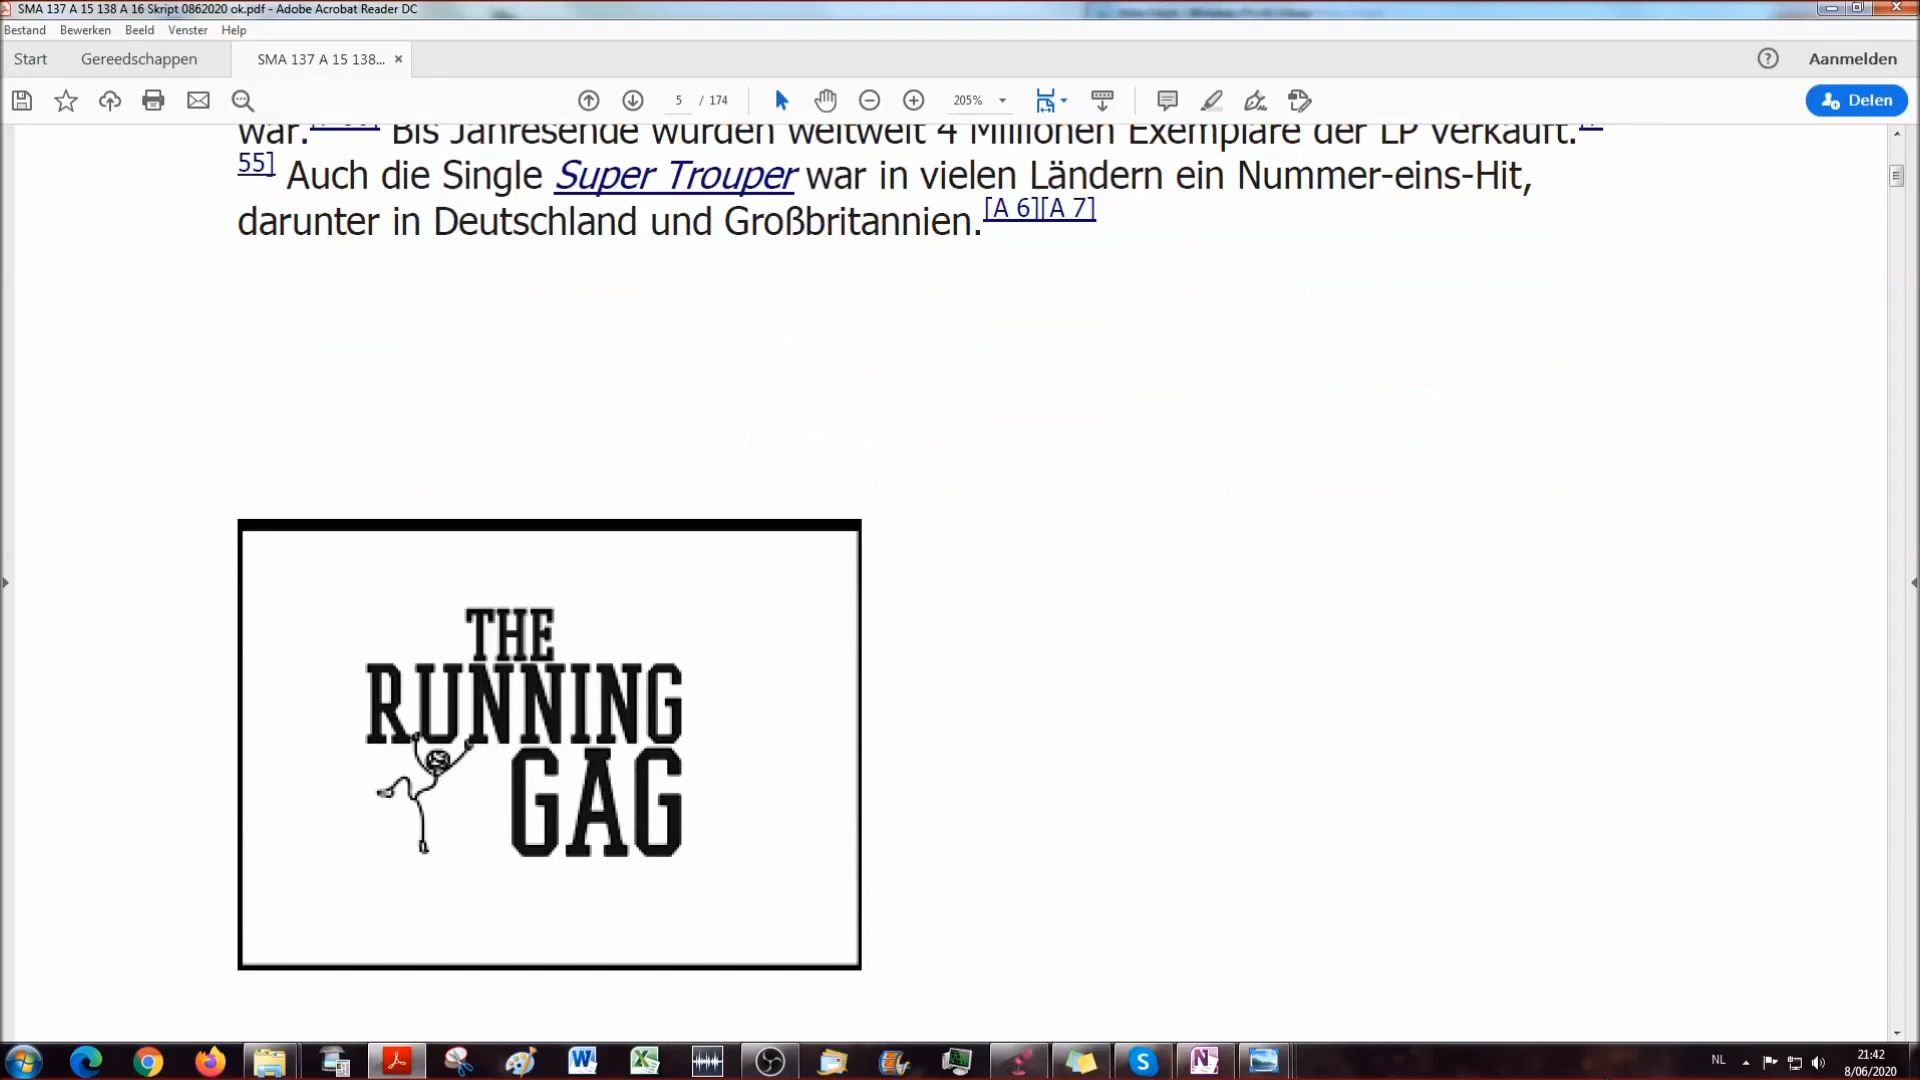 SMA 137 A 15 138 A 16 Skript 0862020 ok.pdf - Adobe Acrobat Reader DC
Bestand Bewerken Beeld Venster Help
Start Gereedschappen SMA 137 A 15 138... × Aanmelden
5 / 174 205% Delen
war. Bis Jahresende wurden weltweit 4 Millionen Exemplare der LP verkauft.
55] Auch die Single Super Trouper war in vielen Ländern ein Nummer-eins-Hit,
darunter in Deutschland und Großbritannien.[A 6][A 7]
THE
RUNNING
GAG
NL 21:42
8/06/2020